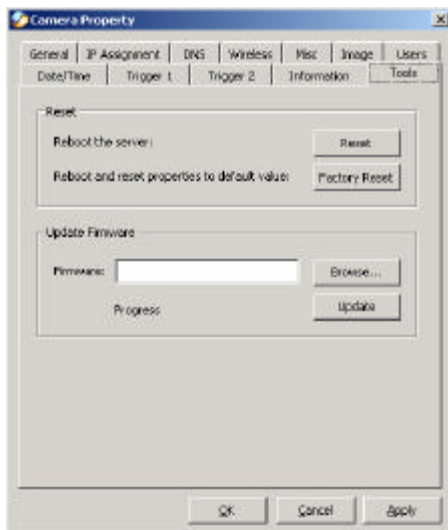 Camera Property
General IP Assignment DNS Wireless Misc Image Users
Date/Time Trigger 1 Trigger 2 Information Tools
Reset
Reboot the server: Reset
Reboot and reset properties to default value: Factory Reset
Update Firmware
Firmware: Browse...
Progress Update
OK Cancel Apply